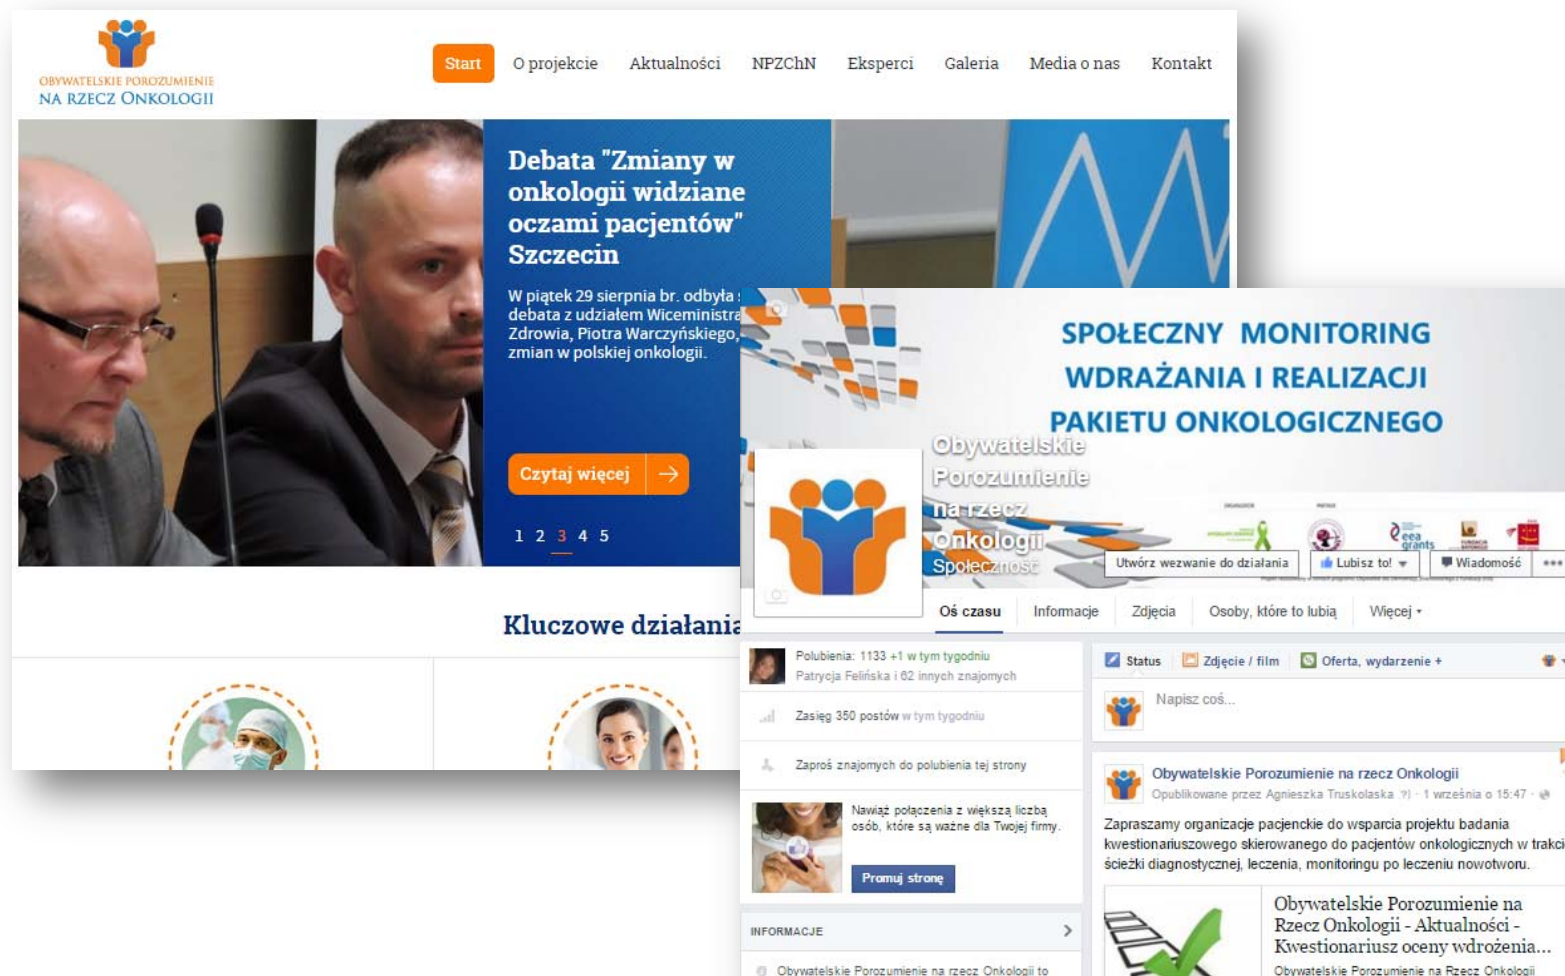 OBYWATELSKIE POROZUMIENIE
NA RZECZ ONKOLOGII
Start
O projekcie
Aktualności
NPZChN
Eksperci
Galeria
Media o nas
Kontakt
Debata "Zmiany w
onkologii widziane
oczami pacjentów"
Szczecin
W piątek 29 sierpnia br. odbyła
debata z udziałem Wiceministra
Zdrowia, Piotra Warczyńskiego,
zmian w polskiej onkologii.
Czytaj więcej
1 2 3 4 5
Kluczowe działania
SPOŁECZNY MONITORING
WDRAŻANIA I REALIZACJI
PAKIETU ONKOLOGICZNEGO
Obywatelskie
Porozumienie
na rzecz
Onkologii
Społeczność
eea
grants
Utwórz wezwanie do działania
Lubisz to!
Wiadomość
Oś czasu
Informacje
Zdjęcia
Osoby, które to lubią
Więcej
Polubienia: 1133 +1 w tym tygodniu
Patrycja Felińska i 62 innych znajomych
Zasięg 350 postów w tym tygodniu
Zaproś znajomych do polubienia tej strony
Nawiąż połączenia z większą liczbą
osób, które są ważne dla Twojej firmy.
Promuj stronę
INFORMACJE
Obywatelskie Porozumienie na rzecz Onkologii to
Status
Zdjęcie / film
Oferta, wydarzenie +
Napisz coś...
Obywatelskie Porozumienie na rzecz Onkologii
Opublikowane przez Agnieszka Truskolaska [?] · 1 września o 15:47 ·
Zapraszamy organizacje pacjenckie do wsparcia projektu badania
kwestionariuszowego skierowanego do pacjentów onkologicznych w trakcie
ścieżki diagnostycznej, leczenia, monitoringu po leczeniu nowotworu.
Obywatelskie Porozumienie na
Rzecz Onkologii - Aktualności -
Kwestionariusz oceny wdrożenia...
Obywatelskie Porozumienie na Rzecz Onkologii